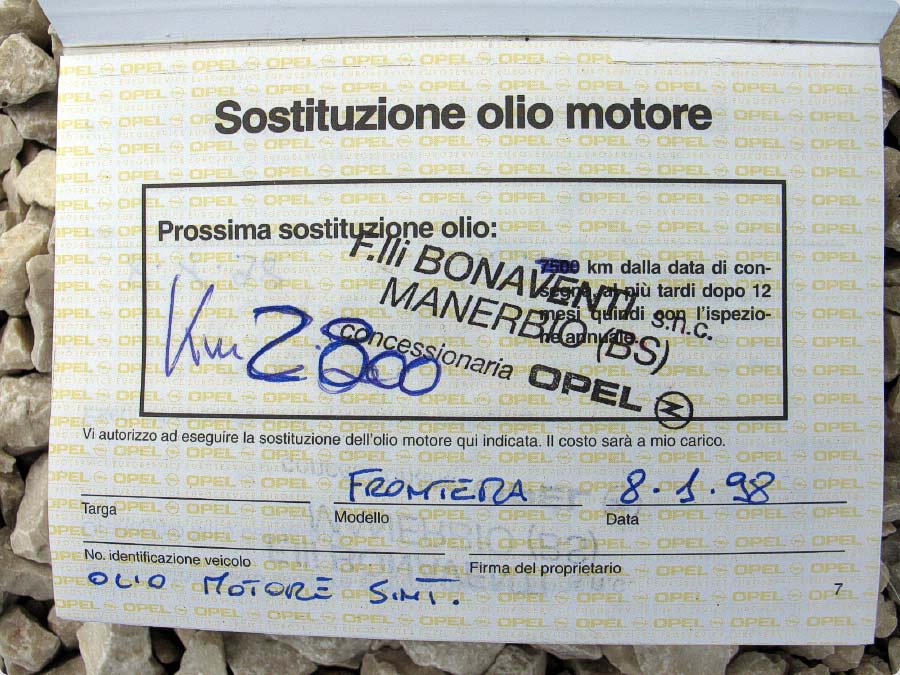 Sostituzione olio motore
Prossima sostituzione olio:
7500 km dalla data di con-
segna al più tardi dopo 12
mesi quindi con l'ispezio-
ne annuale.
F.lli BONAVENTI s.n.c.
MANERBIO (BS)
concessionaria OPEL
Km 2.800
Vi autorizzo ad eseguire la sostituzione dell'olio motore qui indicata. Il costo sarà a mio carico.
FRONTERA 8.1.98
Targa Modello Data
No. identificazione veicolo Firma del proprietario
OLIO MOTORE SINT.
7